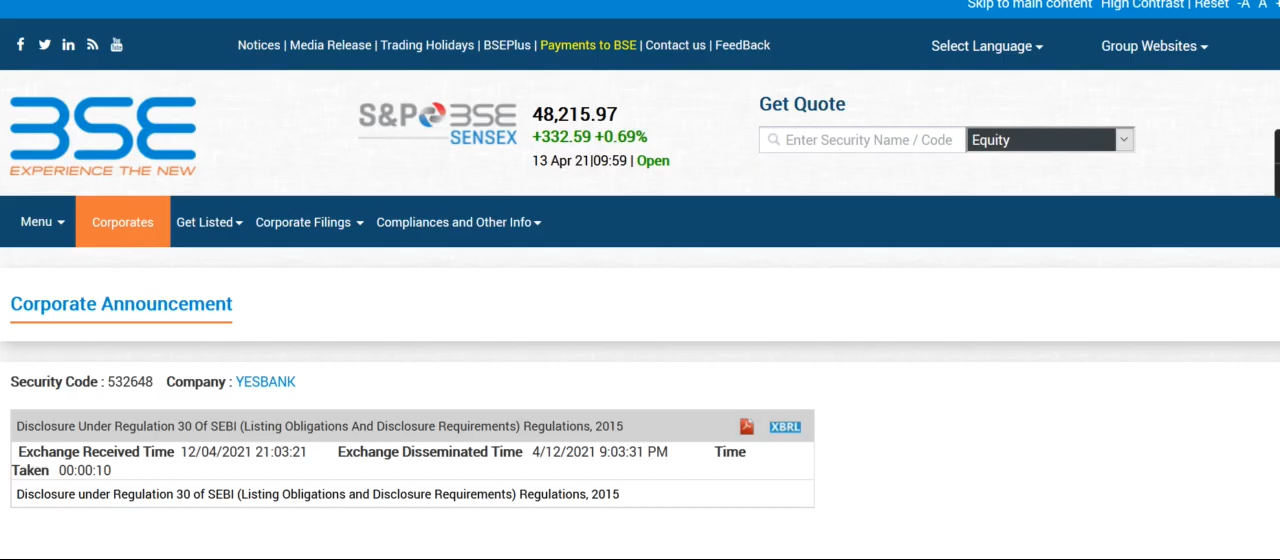 Skip to main content High Contrast | Reset -A A +
Notices | Media Release | Trading Holidays | BSEPlus | Payments to BSE | Contact us | FeedBack
Select Language
Group Websites
BSE
EXPERIENCE THE NEW
S&P BSE
SENSEX
48,215.97
+332.59 +0.69%
13 Apr 21|09:59 | Open
Get Quote
Enter Security Name / Code
Equity
Menu Corporates Get Listed Corporate Filings Compliances and Other Info
Corporate Announcement
Security Code : 532648 Company : YESBANK
Disclosure Under Regulation 30 Of SEBI (Listing Obligations And Disclosure Requirements) Regulations, 2015 XBRL
Exchange Received Time 12/04/2021 21:03:21 Exchange Disseminated Time 4/12/2021 9:03:31 PM Time
Taken 00:00:10
Disclosure under Regulation 30 of SEBI (Listing Obligations and Disclosure Requirements) Regulations, 2015